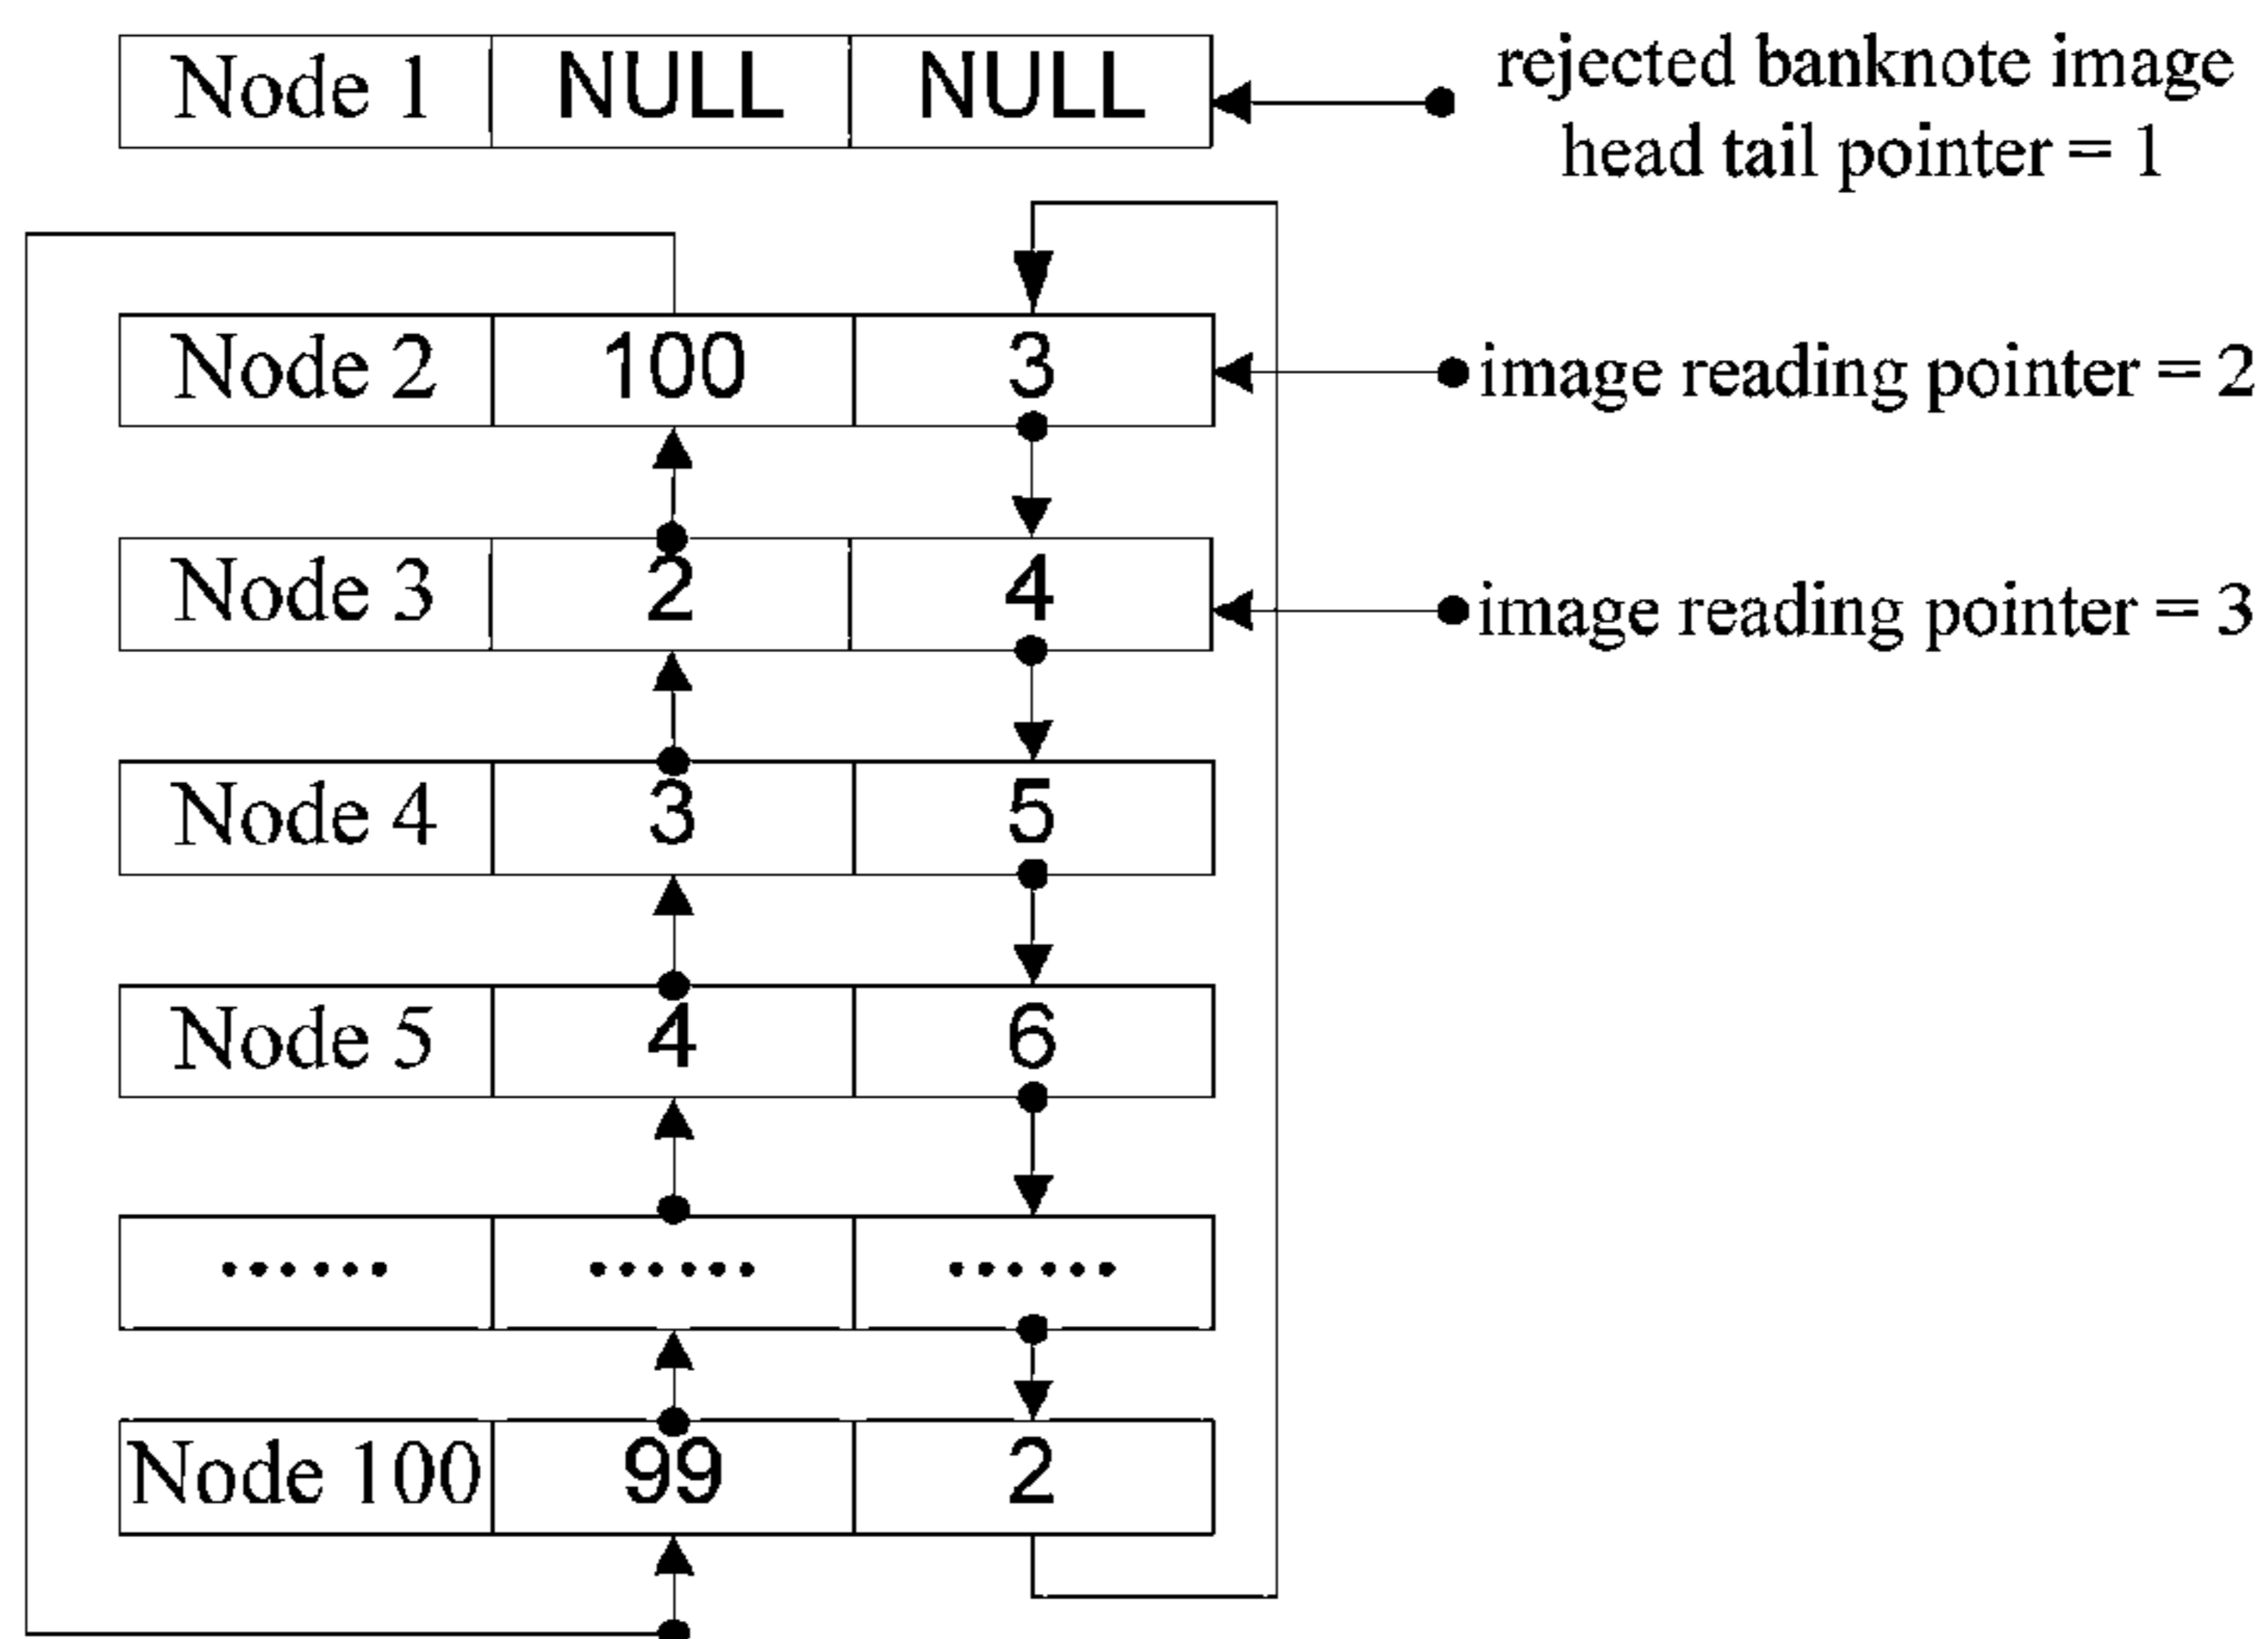 Node 1 NULL NULL
rejected banknote image
head tail pointer = 1
Node 2 100 3
image reading pointer = 2
Node 3 2 4
image reading pointer = 3
Node 4 3 5
Node 5 4 6
...... ...... ......
Node 100 99 2